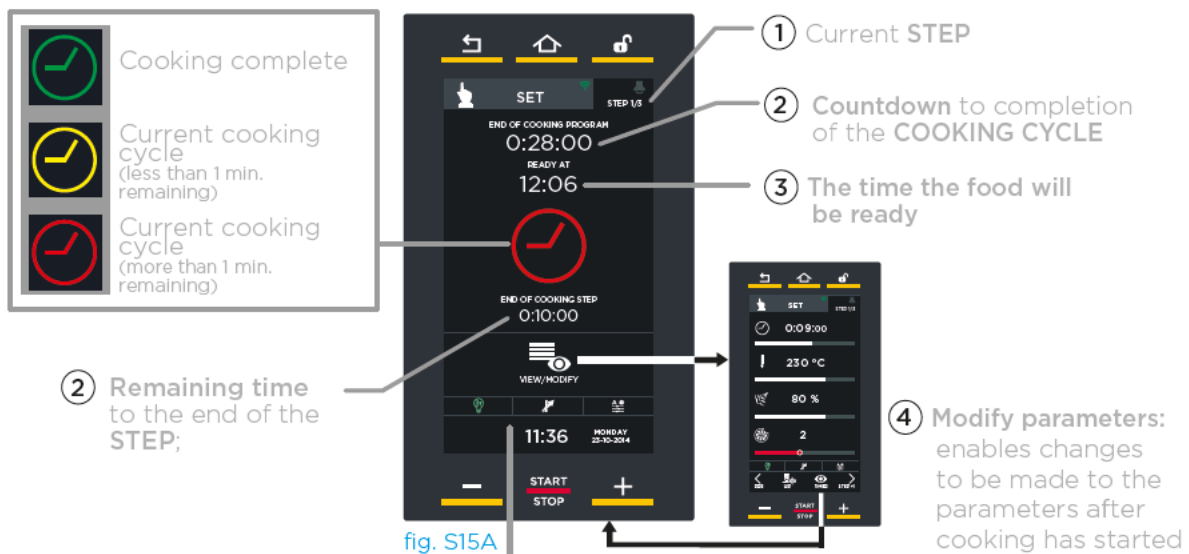 Cooking complete
Current cooking
cycle
(less than 1 min.
remaining)
Current cooking
cycle
(more than 1 min.
remaining)
SET
STEP 1/3
END OF COOKING PROGRAM
0:28:00
READY AT
12:06
END OF COOKING STEP
0:10:00
VIEW/MODIFY
11:36
MONDAY
23-10-2014
START
STOP
fig. S15A
1 Current STEP
2 Countdown to completion
of the COOKING CYCLE
3 The time the food will
be ready
2 Remaining time
to the end of the
STEP;
SET
STEP 1/3
0:09:00
230 °C
80 %
2
STEP +1
START
STOP
4 Modify parameters:
enables changes
to be made to the
parameters after
cooking has started